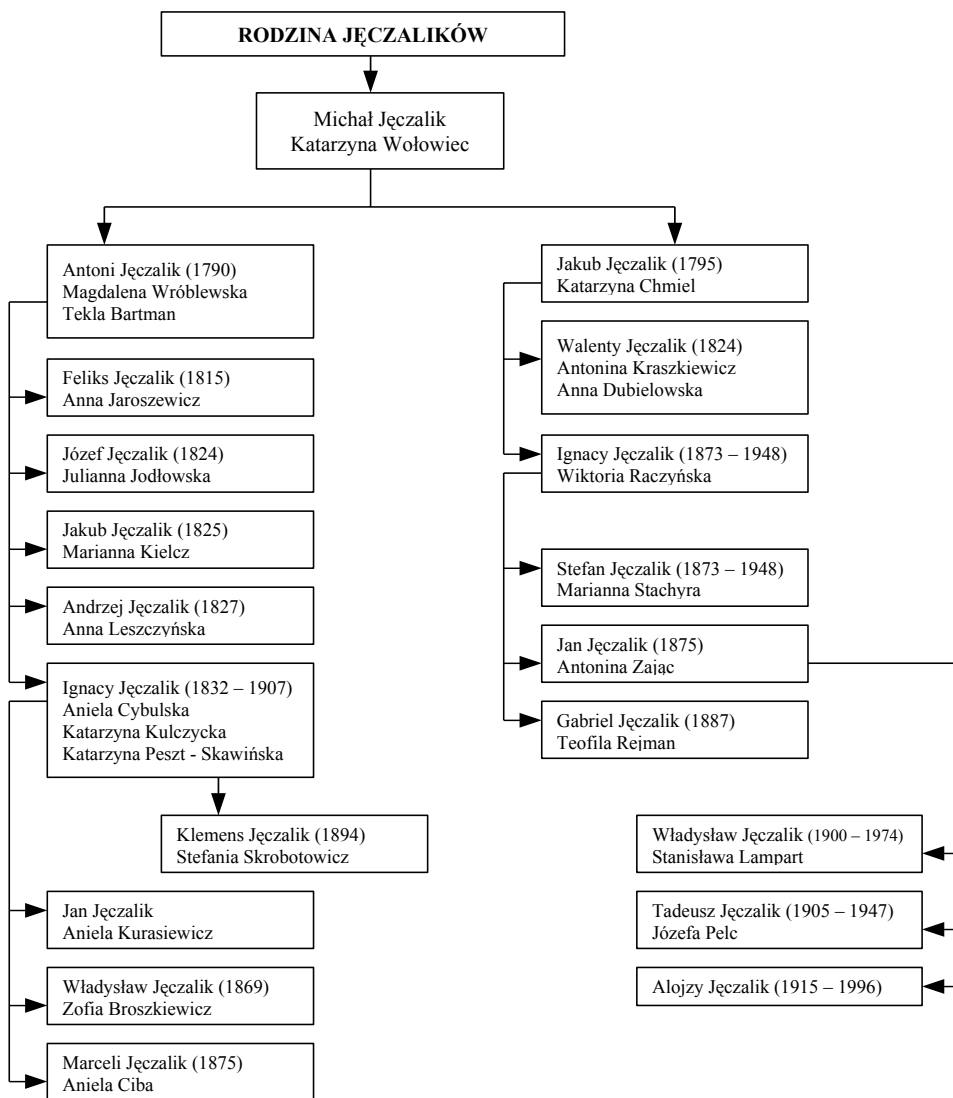 RODZINA JĘCZALIKÓW
Michał Jęczalik
Katarzyna Wołowiec
Antoni Jęczalik (1790)
Magdalena Wróblewska
Tekla Bartman
Feliks Jęczalik (1815)
Anna Jaroszewicz
Józef Jęczalik (1824)
Julianna Jodłowska
Jakub Jęczalik (1825)
Marianna Kielcz
Andrzej Jęczalik (1827)
Anna Leszczyńska
Ignacy Jęczalik (1832 – 1907)
Aniela Cybulska
Katarzyna Kulczycka
Katarzyna Peszt - Skawińska
Klemens Jęczalik (1894)
Stefania Skrobotowicz
Jan Jęczalik
Aniela Kurasiewicz
Władysław Jęczalik (1869)
Zofia Broszkiewicz
Marceli Jęczalik (1875)
Aniela Ciba
Jakub Jęczalik (1795)
Katarzyna Chmiel
Walenty Jęczalik (1824)
Antonina Kraszkiewicz
Anna Dubielowska
Ignacy Jęczalik (1873 – 1948)
Wiktoria Raczyńska
Stefan Jęczalik (1873 – 1948)
Marianna Stachyra
Jan Jęczalik (1875)
Antonina Zając
Gabriel Jęczalik (1887)
Teofila Rejman
Władysław Jęczalik (1900 – 1974)
Stanisława Lampart
Tadeusz Jęczalik (1905 – 1947)
Józefa Pelc
Alojzy Jęczalik (1915 – 1996)